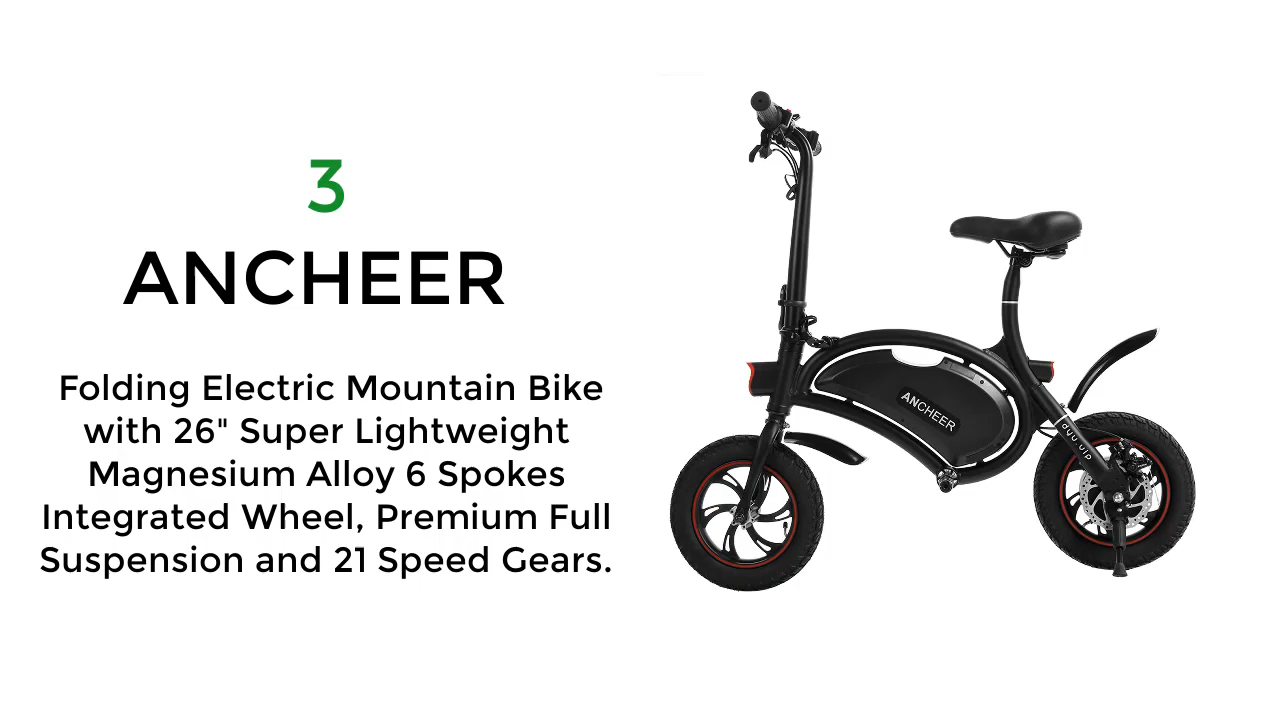 3
ANCHEER
Folding Electric Mountain Bike
with 26" Super Lightweight
Magnesium Alloy 6 Spokes
Integrated Wheel, Premium Full
Suspension and 21 Speed Gears.
ANCHEER